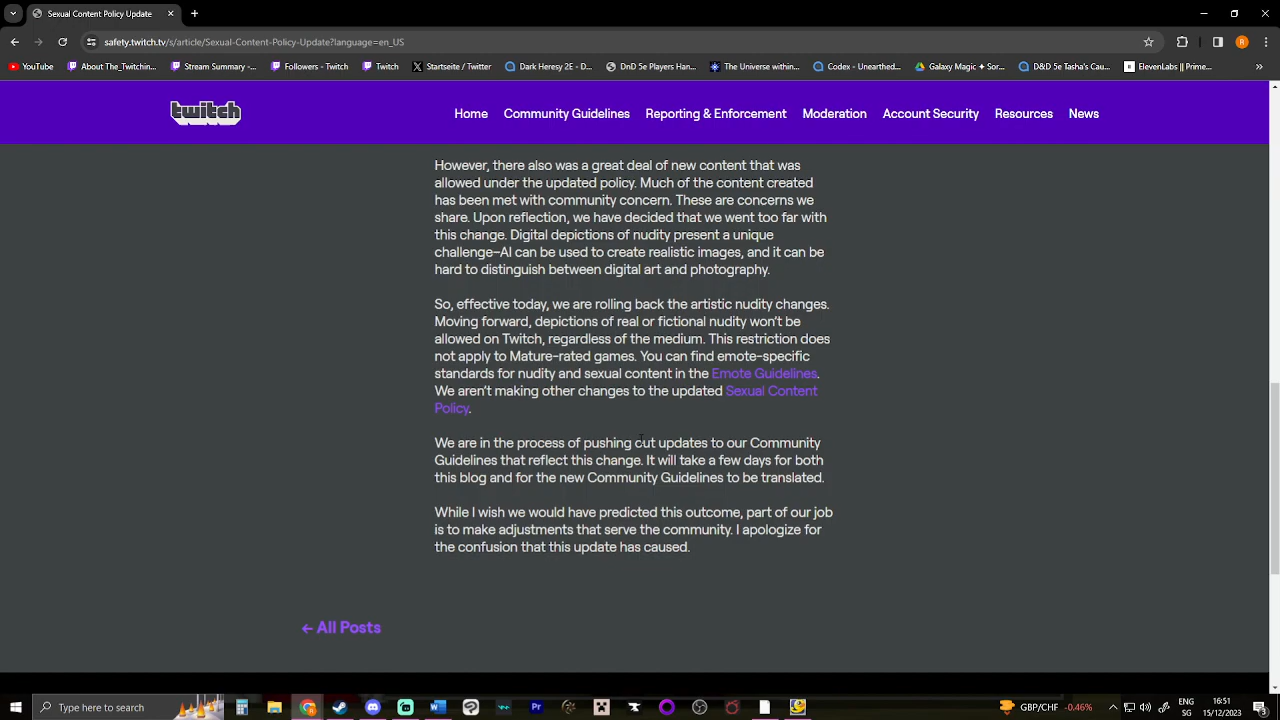 Sexual Content Policy Update
safety.twitch.tv/s/article/Sexual-Content-Policy-Update?language=en_US
YouTube
About The_Twitchin...
Stream Summary -...
Followers - Twitch
Twitch
Startseite / Twitter
Dark Heresy 2E - D...
DnD 5e Players Han...
The Universe within...
Codex - Unearthed...
Galaxy Magic ✦ Sor...
D&D 5e Tasha's Cau...
ElevenLabs || Prime...
twitch
Home
Community Guidelines
Reporting & Enforcement
Moderation
Account Security
Resources
News
However, there also was a great deal of new content that was
allowed under the updated policy. Much of the content created
has been met with community concern. These are concerns we
share. Upon reflection, we have decided that we went too far with
this change. Digital depictions of nudity present a unique
challenge–AI can be used to create realistic images, and it can be
hard to distinguish between digital art and photography.
So, effective today, we are rolling back the artistic nudity changes.
Moving forward, depictions of real or fictional nudity won't be
allowed on Twitch, regardless of the medium. This restriction does
not apply to Mature-rated games. You can find emote-specific
standards for nudity and sexual content in the Emote Guidelines.
We aren't making other changes to the updated Sexual Content
Policy.
We are in the process of pushing out updates to our Community
Guidelines that reflect this change. It will take a few days for both
this blog and for the new Community Guidelines to be translated.
While I wish we would have predicted this outcome, part of our job
is to make adjustments that serve the community. I apologize for
the confusion that this update has caused.
← All Posts
Type here to search
GBP/CHF -0.46%
ENG
SG
16:51
15/12/2023